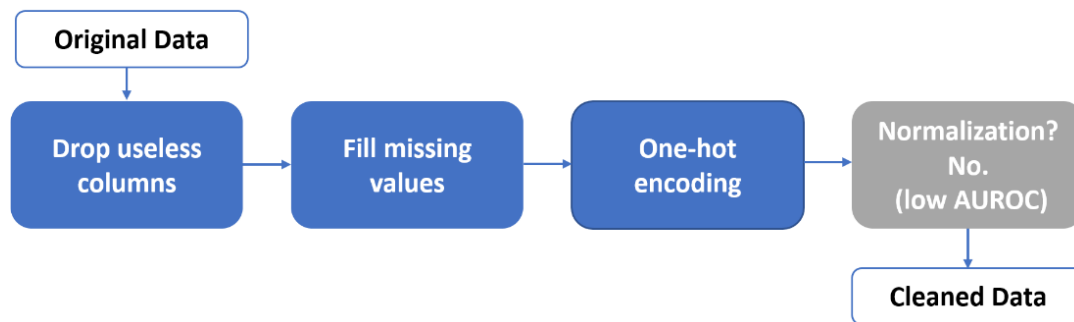 Original Data
Drop useless
columns
Fill missing
values
One-hot
encoding
Normalization?
No.
(low AUROC)
Cleaned Data